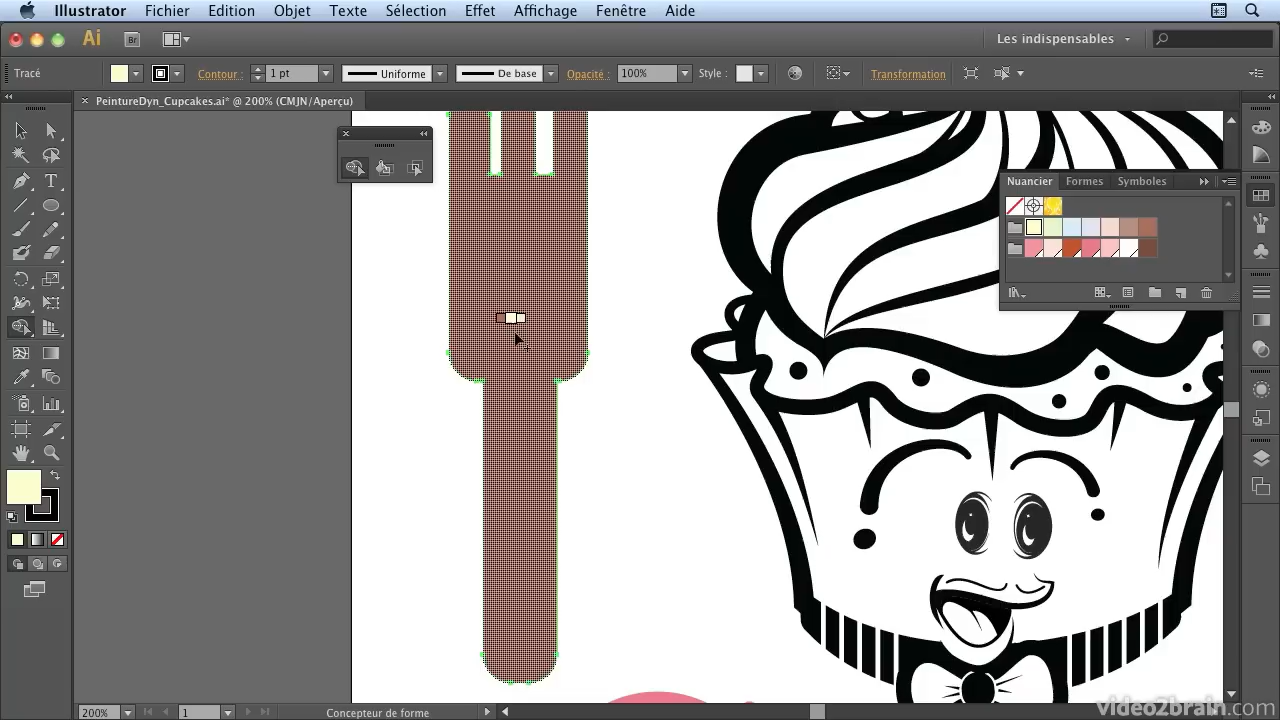 Illustrator Fichier Edition Objet Texte Sélection Effet Affichage Fenêtre Aide
Ai Br Les indispensables
Tracé Contour : 1 pt Uniforme De base Opacité : 100% Style : Transformation
PeintureDyn_Cupcakes.ai* @ 200% (CMJN/Aperçu)
Nuancier Formes Symboles
T
200% 1 Concepteur de forme
video2brain.com